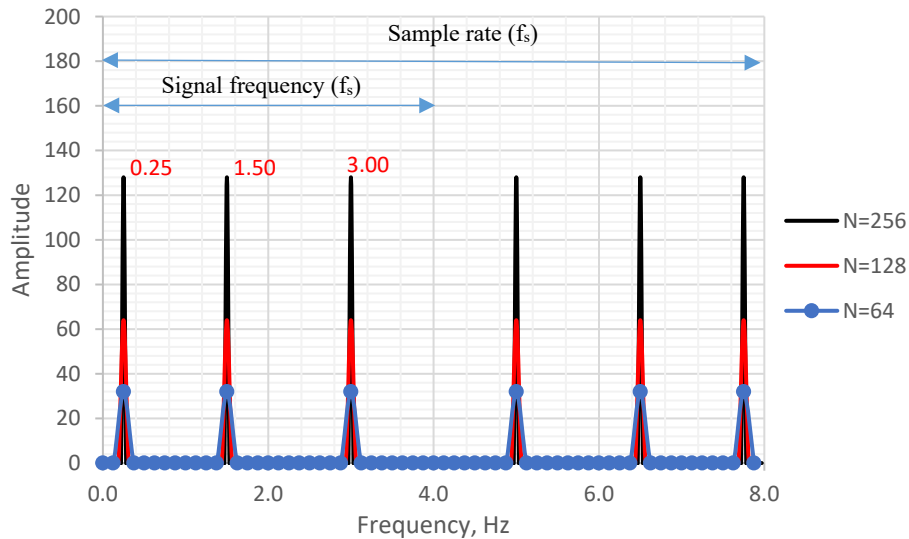 200
Sample rate (fₛ)
180
Signal frequency (fₛ)
160
140
0.25 1.50 3.00
120
100
80
60
40
20
0
Amplitude
0.0 2.0 4.0 6.0 8.0
Frequency, Hz
N=256
N=128
N=64